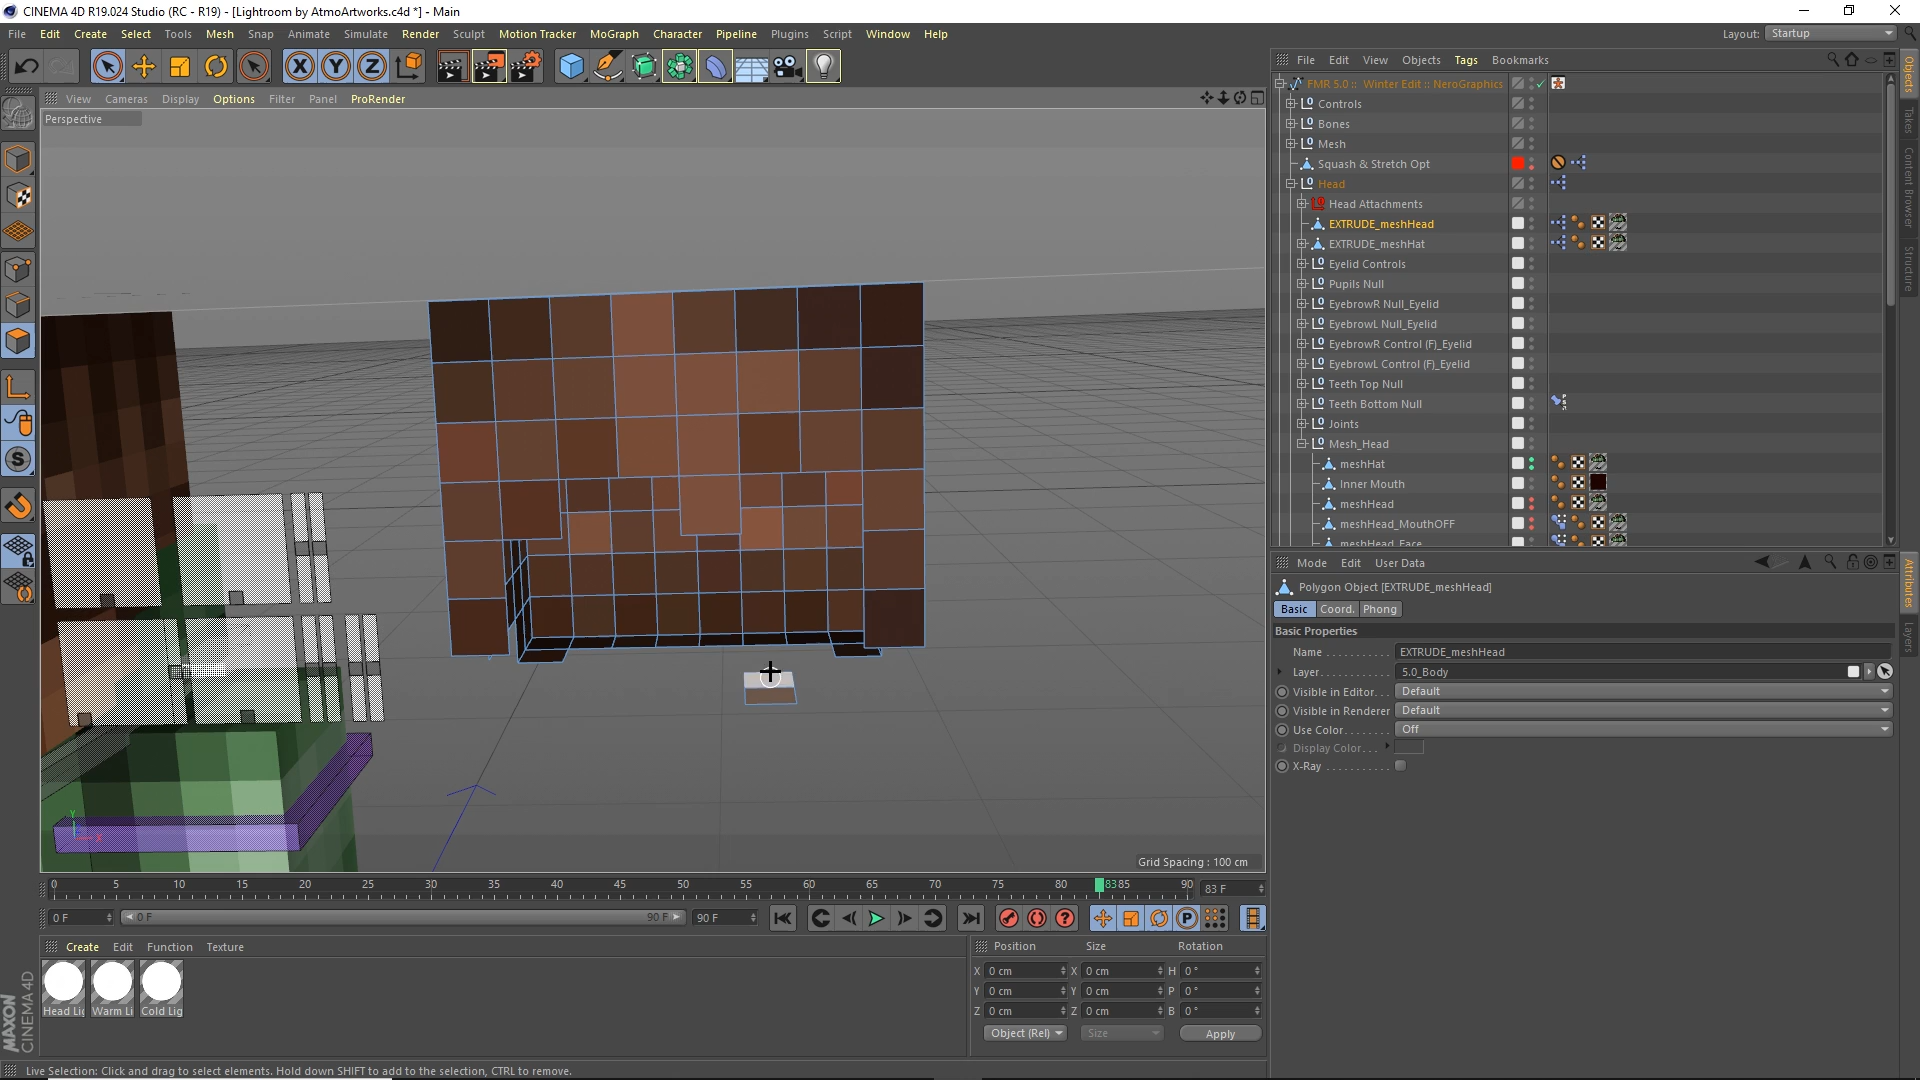 CINEMA 4D R19.024 Studio (RC - R19) - [Lightroom by AtmoArtworks.c4d *] - Main
File Edit Create Select Tools Mesh Snap Animate Simulate Render Sculpt Motion Tracker MoGraph Character Pipeline Plugins Script Window Help
Layout: Startup
X Y Z
File Edit View Objects Tags Bookmarks
View Cameras Display Options Filter Panel ProRender
Perspective
FMR 5.0 :: Winter Edit :: NeroGraphics
Controls
Bones
Mesh
Squash & Stretch Opt
Head
Head Attachments
EXTRUDE_meshHead
EXTRUDE_meshHat
Eyelid Controls
Pupils Null
EyebrowR Null_Eyelid
EyebrowL Null_Eyelid
EyebrowR Control (F)_Eyelid
EyebrowL Control (F)_Eyelid
Teeth Top Null
Teeth Bottom Null
Joints
Mesh_Head
meshHat
Inner Mouth
meshHead
meshHead_MouthOFF
meshHead_Face
Objects
Takes
Content Browser
Structure
Mode Edit User Data
Polygon Object [EXTRUDE_meshHead]
Basic Coord. Phong
Basic Properties
Name EXTRUDE_meshHead
Layer 5.0_Body
Visible in Editor Default
Visible in Renderer Default
Use Color Off
Display Color
X-Ray
Attributes
Layers
Y
X
Grid Spacing : 100 cm
0 5 10 15 20 25 30 35 40 45 50 55 60 65 70 75 80 83 85 90 83 F
0 F 0 F 90 F 90 F
Create Edit Function Texture
Head Lig Warm Li Cold Lig
Position Size Rotation
X 0 cm X 0 cm H 0 °
Y 0 cm Y 0 cm P 0 °
Z 0 cm Z 0 cm B 0 °
Object (Rel) Size Apply
MAXON CINEMA 4D
Live Selection: Click and drag to select elements. Hold down SHIFT to add to the selection, CTRL to remove.